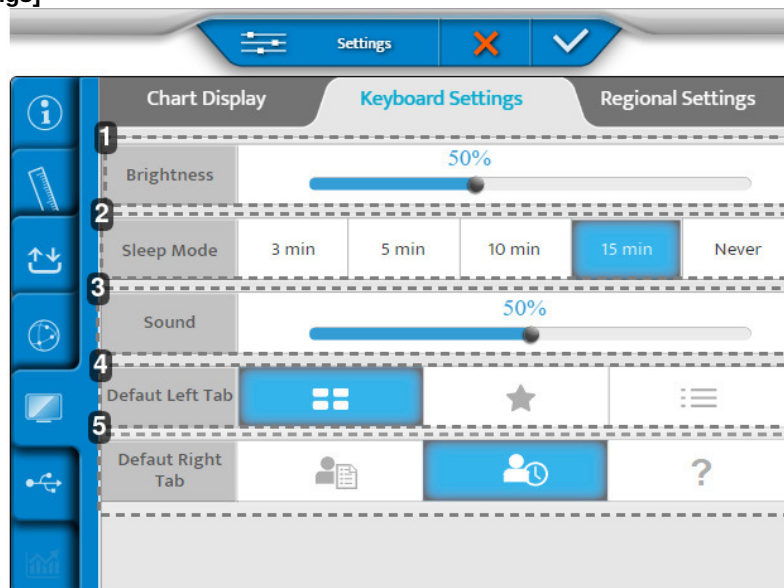 Settings
Chart Display Keyboard Settings Regional Settings
1
50%
Brightness
2
Sleep Mode 3 min 5 min 10 min 15 min Never
3
50%
Sound
4
Defaut Left Tab
5
Defaut Right
Tab
?